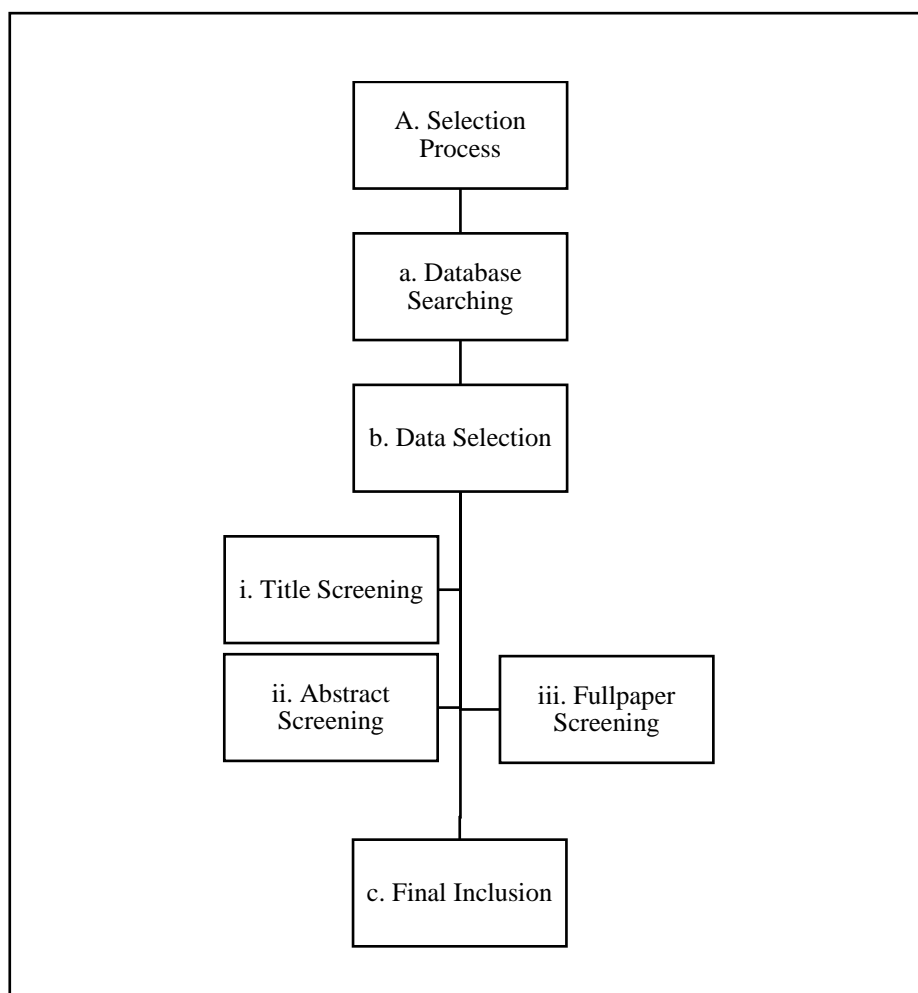 A. Selection
Process
a. Database
Searching
b. Data Selection
i. Title Screening
ii. Abstract
Screening
iii. Fullpaper
Screening
c. Final Inclusion